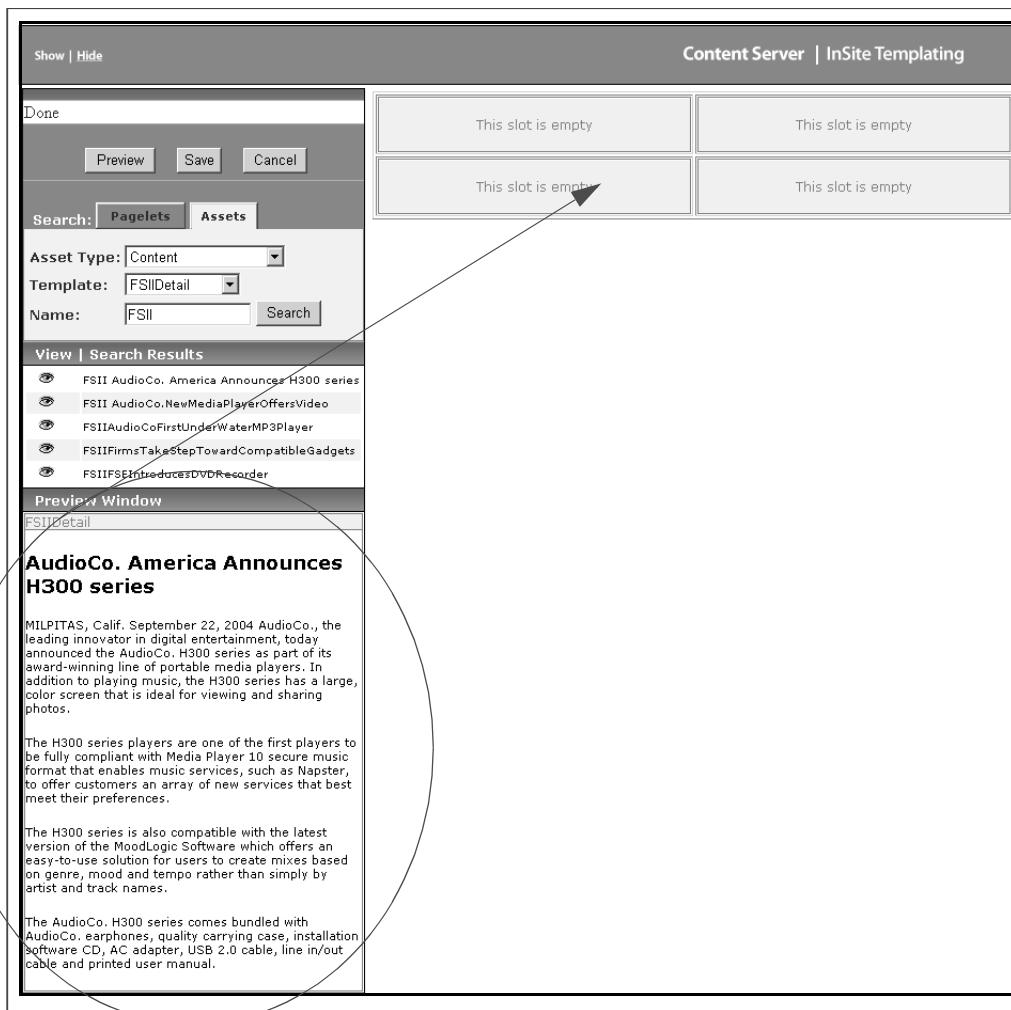 Show | Hide
Content Server | InSite Templating
Done
Preview Save Cancel
Search: Pagelets Assets
Asset Type: Content
Template: FSIIDetail
Name: FSII Search
View | Search Results
FSII AudioCo. America Announces H300 series
FSII AudioCo.NewMediaPlayerOffersVideo
FSIIAudioCoFirstUnderWaterMP3Player
FSIIFirmsTakeStepTowardCompatibleGadgets
FSIIFSEIntroducesDVDRecorder
Preview Window
FSIIDetail
AudioCo. America Announces
H300 series
MILPITAS, Calif. September 22, 2004 AudioCo., the
leading innovator in digital entertainment, today
announced the AudioCo. H300 series as part of its
award-winning line of portable media players. In
addition to playing music, the H300 series has a large,
color screen that is ideal for viewing and sharing
photos.
The H300 series players are one of the first players to
be fully compliant with Media Player 10 secure music
format that enables music services, such as Napster,
to offer customers an array of new services that best
meet their preferences.
The H300 series is also compatible with the latest
version of the MoodLogic Software which offers an
easy-to-use solution for users to create mixes based
on genre, mood and tempo rather than simply by
artist and track names.
The AudioCo. H300 series comes bundled with
AudioCo. earphones, quality carrying case, installation
software CD, AC adapter, USB 2.0 cable, line in/out
cable and printed user manual.
This slot is empty
This slot is empty
This slot is empty
This slot is empty